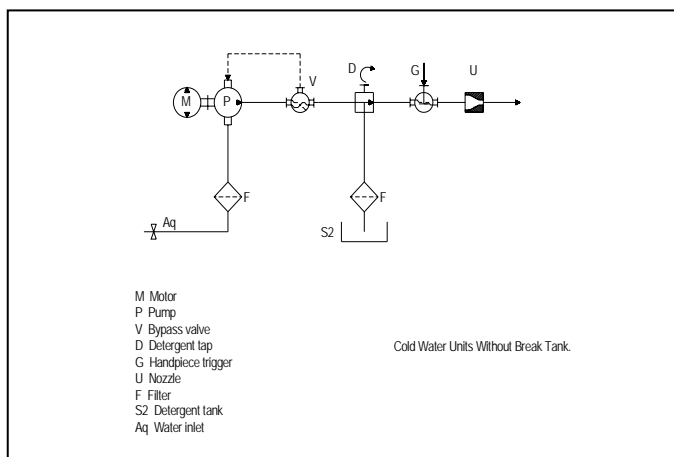 V
D
G
U
M
P
F
F
Aq
S2
M Motor
P Pump
V Bypass valve
D Detergent tap
G Handpiece trigger
U Nozzle
F Filter
S2 Detergent tank
Aq Water inlet
Cold Water Units Without Break Tank.